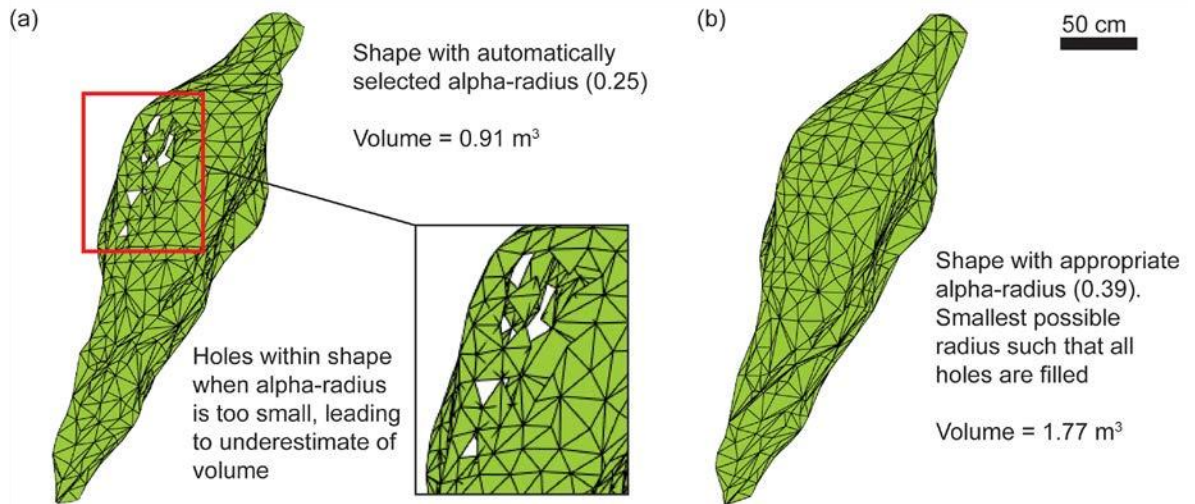 (a)
Shape with automatically
selected alpha-radius (0.25)
Volume = 0.91 m³
Holes within shape
when alpha-radius
is too small, leading
to underestimate of
volume
(b)
50 cm
Shape with appropriate
alpha-radius (0.39).
Smallest possible
radius such that all
holes are filled
Volume = 1.77 m³